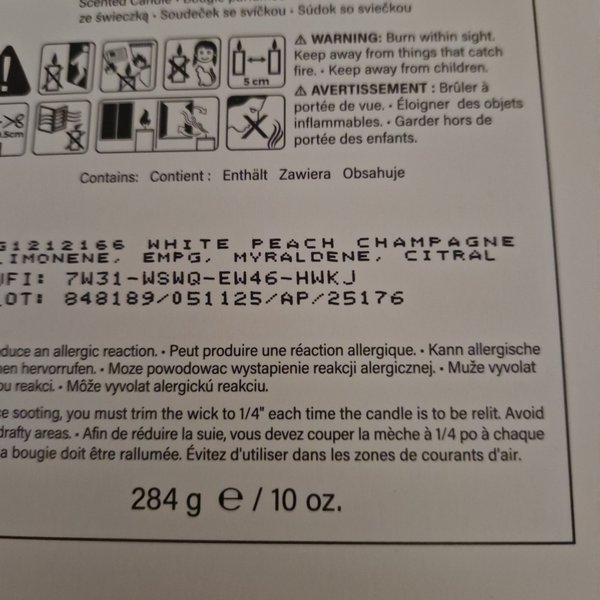 Scented Candle •
ze świeczką • Soudeček se svíčkou • Súdok so sviečkou
⚠ WARNING: Burn within sight.
Keep away from things that catch
fire. • Keep away from children.
5 cm
⚠ AVERTISSEMENT : Brûler à
portée de vue. • Éloigner des objets
inflammables. • Garder hors de
portée des enfants.
.5cm
Contains: Contient : Enthält Zawiera Obsahuje
G1212166 WHITE PEACH CHAMPAGNE
LIMONENE, EMPG, MYRALDENE, CITRAL
UFI: 7W31-WSWQ-EW46-HWKJ
LOT: 848189/051125/AP/25176
duce an allergic reaction. • Peut produire une réaction allergique. • Kann allergische
nen hervorrufen. • Moze powodowac wystapienie reakcji alergicznej. • Muže vyvolat
ou reakci. • Môže vyvolat alergickú reakciu.
ce sooting, you must trim the wick to 1/4" each time the candle is to be relit. Avoid
drafty areas. • Afin de réduire la suie, vous devez couper la mèche à 1/4 po à chaque
a bougie doit être rallumée. Évitez d'utiliser dans les zones de courants d'air.
284 g ℮ / 10 oz.